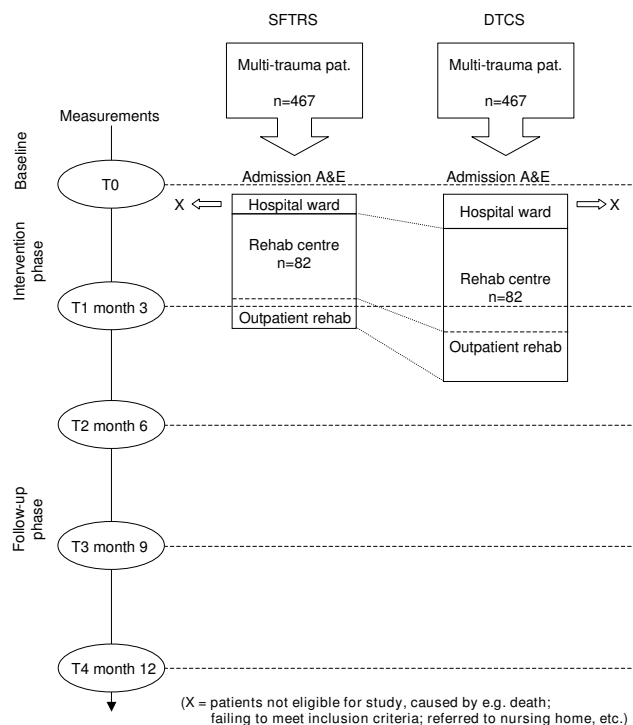 SFTRS
DTCS
Multi-trauma pat.
n=467
Multi-trauma pat.
n=467
Measurements
Baseline
T0
Admission A&E
Admission A&E
X
Hospital ward
Hospital ward
X
Intervention
phase
Rehab centre
n=82
Rehab centre
n=82
T1 month 3
Outpatient rehab
Outpatient rehab
T2 month 6
Follow-up
phase
T3 month 9
T4 month 12
(X = patients not eligible for study, caused by e.g. death;
failing to meet inclusion criteria; referred to nursing home, etc.)